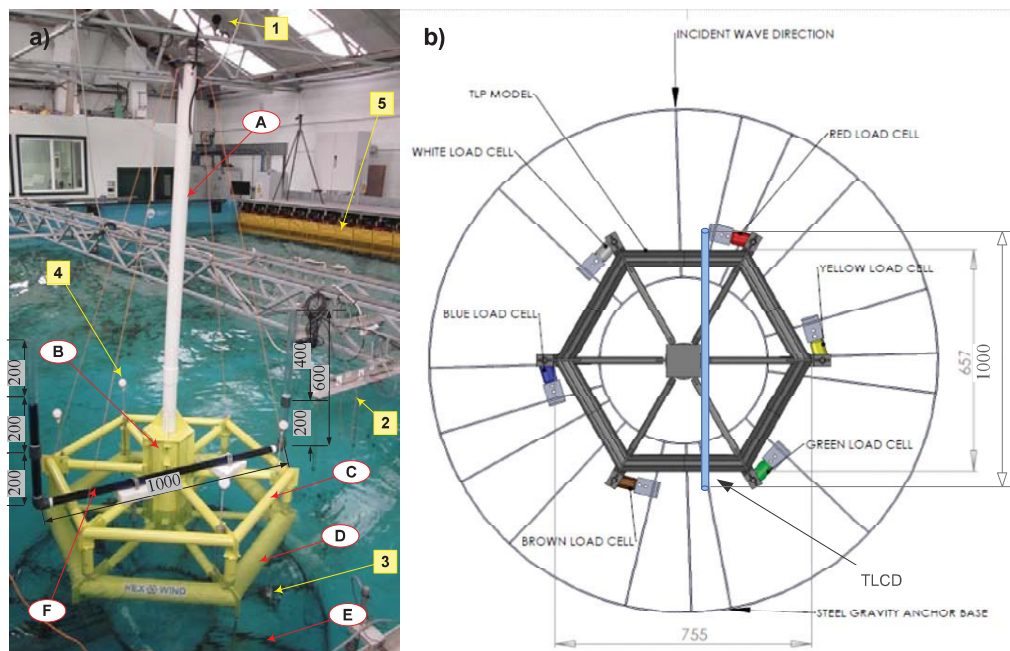 a)
1
5
A
4
B
200
200
200
400
600
200
2
C
1000
D
3
HEX WIND
F
E
b)
INCIDENT WAVE DIRECTION
TLP MODEL
RED LOAD CELL
WHITE LOAD CELL
YELLOW LOAD CELL
BLUE LOAD CELL
657
1000
GREEN LOAD CELL
BROWN LOAD CELL
TLCD
STEEL GRAVITY ANCHOR BASE
755